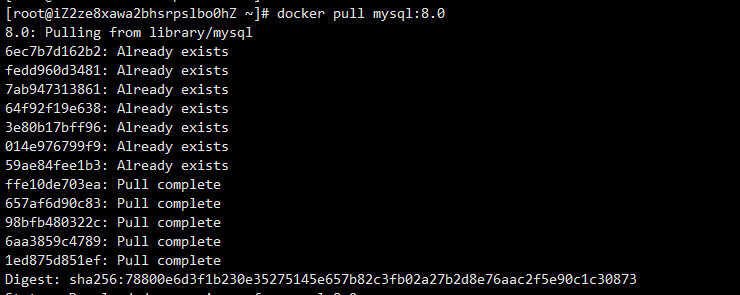 [root@iZ2ze8xawa2bhsrpslbo0hZ ~]# docker pull mysql:8.0
8.0: Pulling from library/mysql
6ec7b7d162b2: Already exists
fedd960d3481: Already exists
7ab947313861: Already exists
64f92f19e638: Already exists
3e80b17bff96: Already exists
014e976799f9: Already exists
59ae84fee1b3: Already exists
ffe10de703ea: Pull complete
657af6d90c83: Pull complete
98bfb480322c: Pull complete
6aa3859c4789: Pull complete
1ed875d851ef: Pull complete
Digest: sha256:78800e6d3f1b230e35275145e657b82c3fb02a27b2d8e76aac2f5e90c1c30873